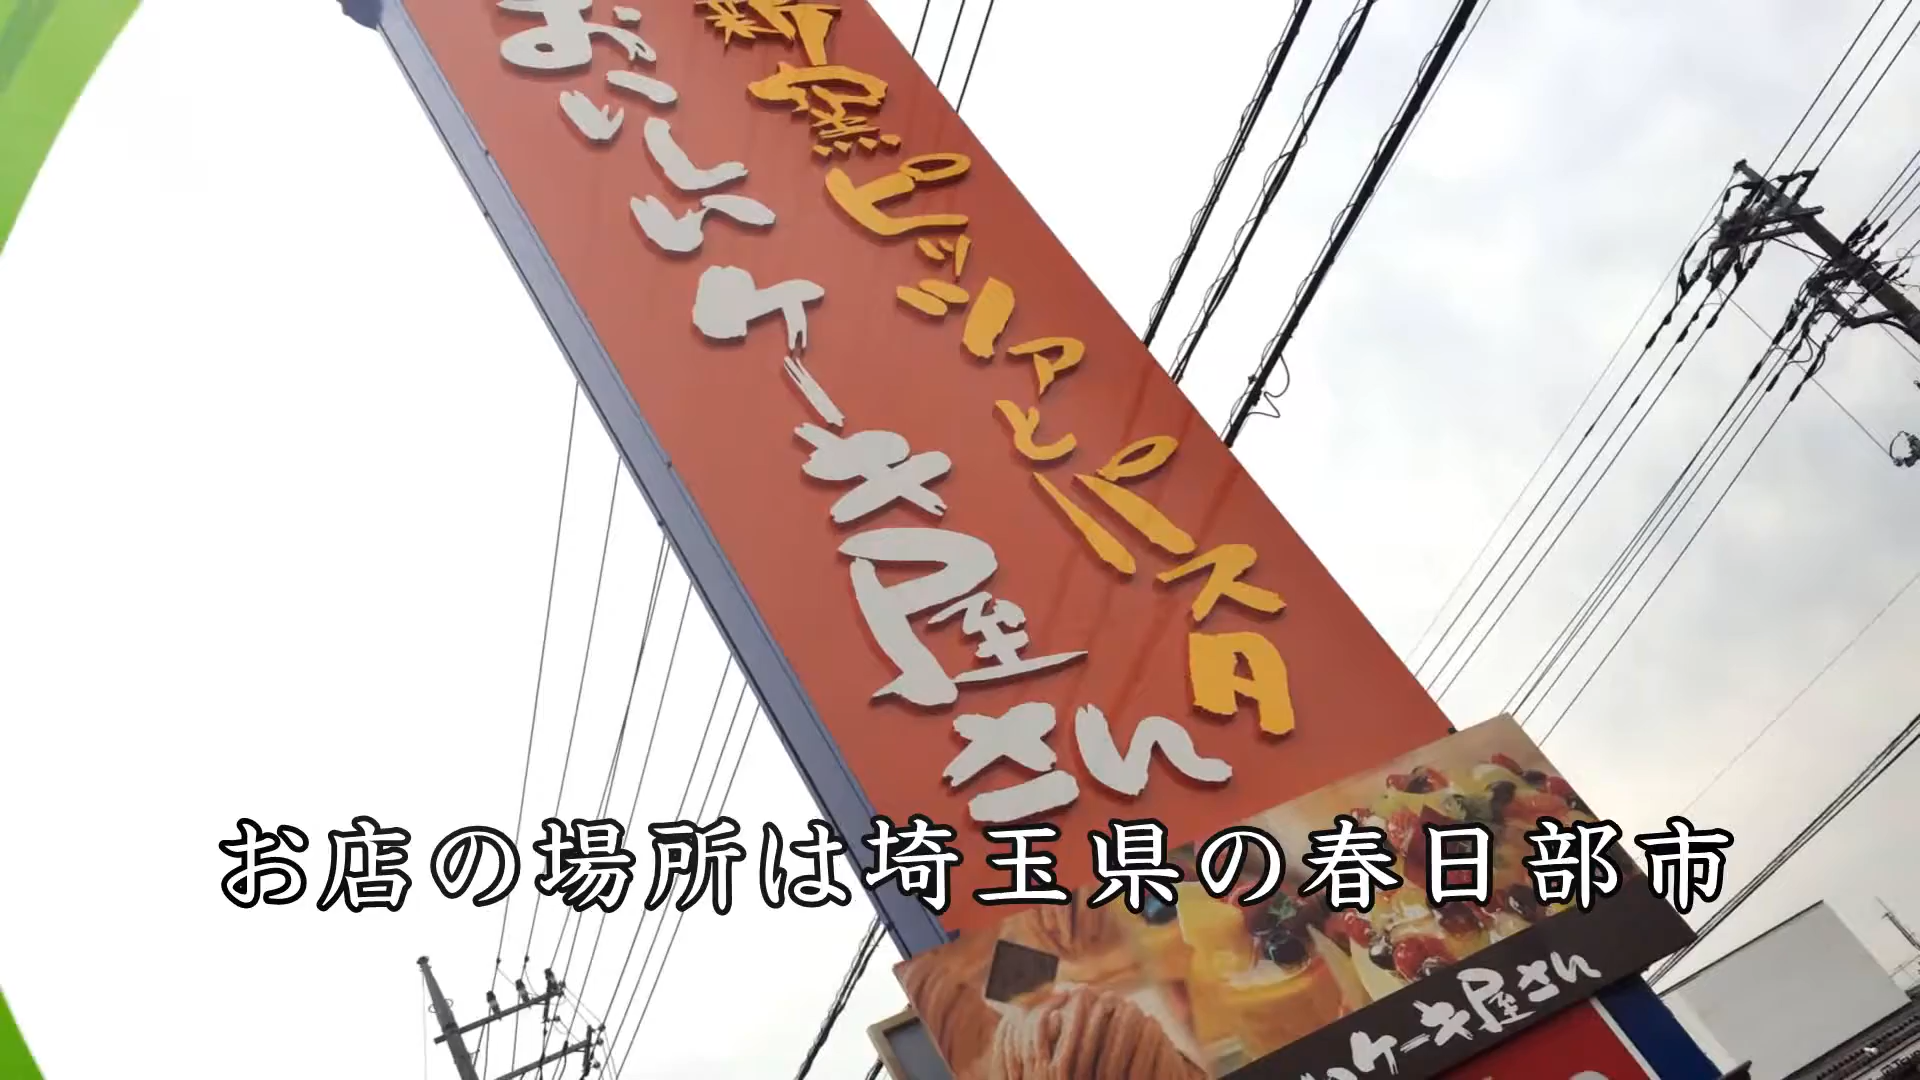 薪窯ピッツァとパスタ
おいしいケーキ屋さん
お店の場所は埼玉県の春日部市
ケーキ屋さん